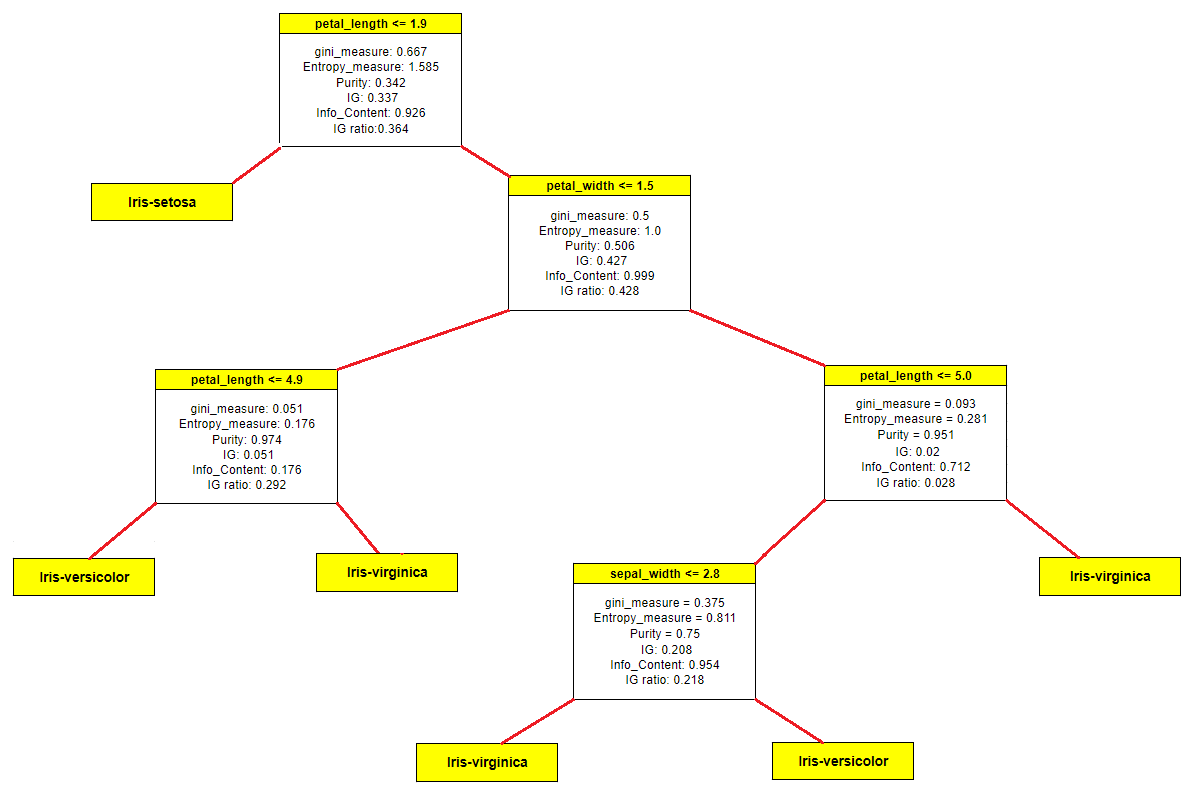 petal_length <= 1.9
gini_measure: 0.667
Entropy_measure: 1.585
Purity: 0.342
IG: 0.337
Info_Content: 0.926
IG ratio:0.364
Iris-setosa
petal_width <= 1.5
gini_measure: 0.5
Entropy_measure: 1.0
Purity: 0.506
IG: 0.427
Info_Content: 0.999
IG ratio: 0.428
petal_length <= 4.9
gini_measure: 0.051
Entropy_measure: 0.176
Purity: 0.974
IG: 0.051
Info_Content: 0.176
IG ratio: 0.292
petal_length <= 5.0
gini_measure = 0.093
Entropy_measure = 0.281
Purity = 0.951
IG: 0.02
Info_Content: 0.712
IG ratio: 0.028
Iris-versicolor
Iris-virginica
sepal_width <= 2.8
gini_measure = 0.375
Entropy_measure = 0.811
Purity = 0.75
IG: 0.208
Info_Content: 0.954
IG ratio: 0.218
Iris-virginica
Iris-virginica
Iris-versicolor